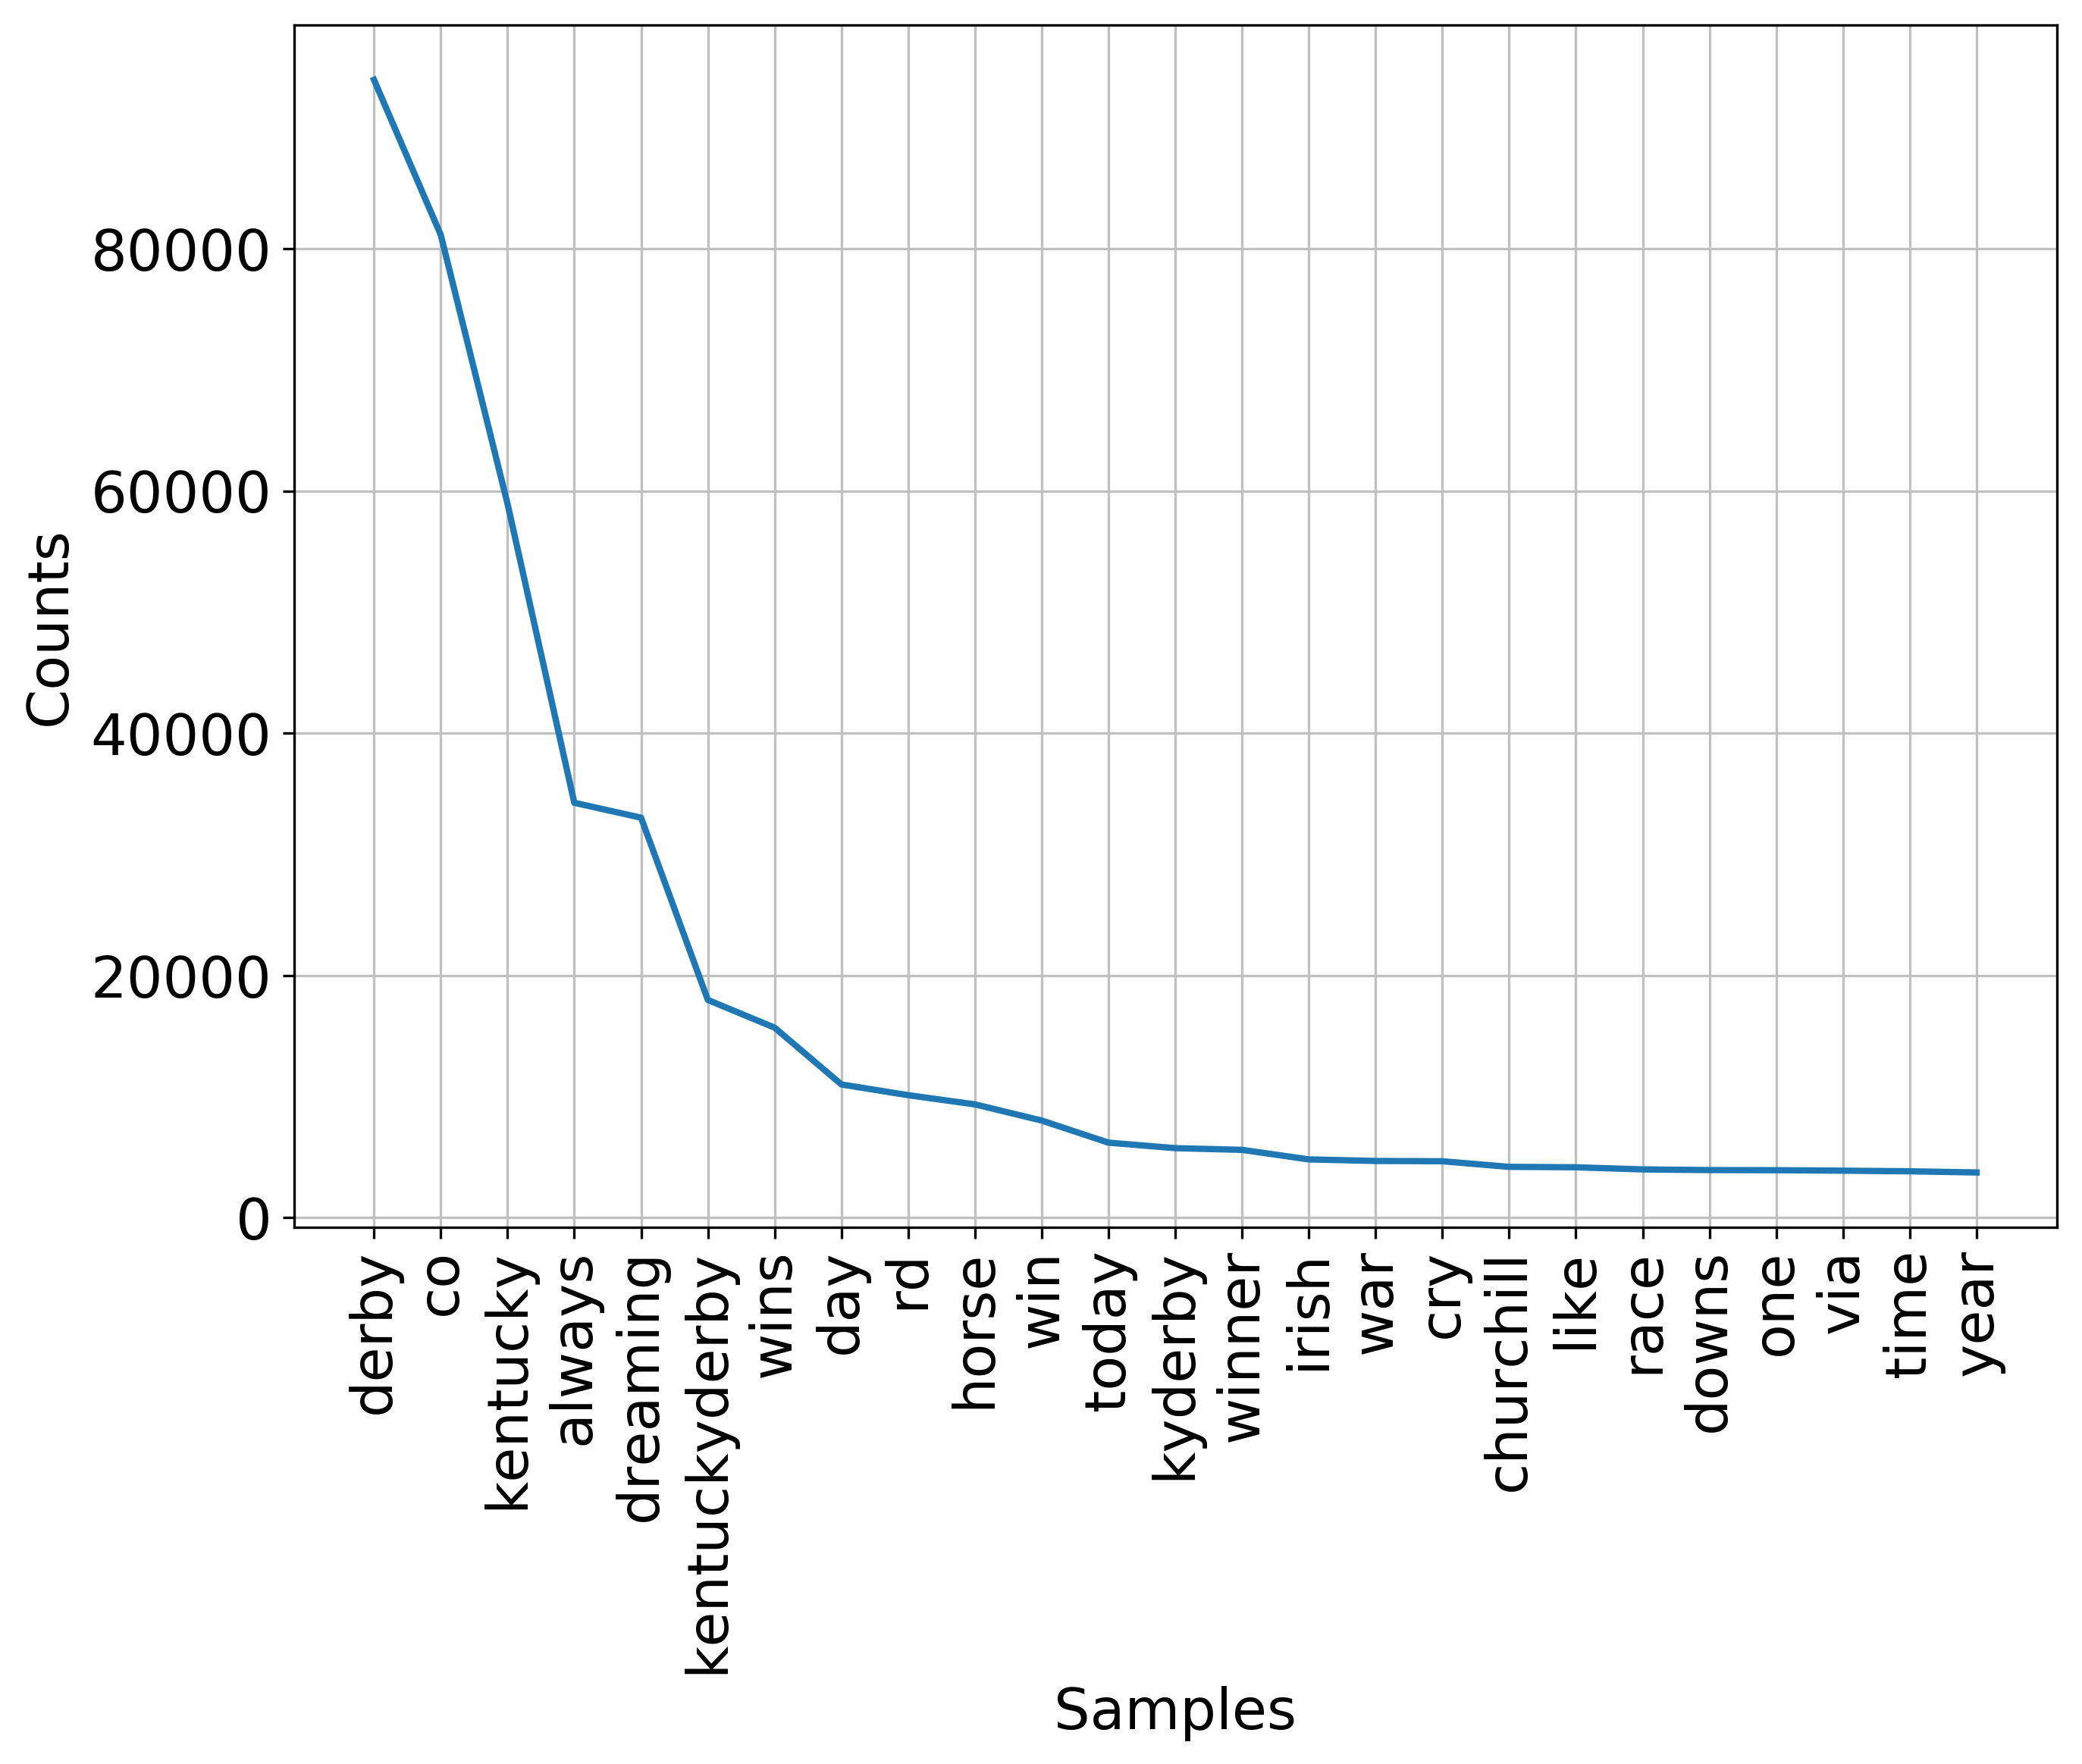 Counts
80000
60000
40000
20000
0
derby
co
kentucky
always
dreaming
kentuckyderby
wins
day
rd
horse
win
today
kyderby
winner
irish
war
cry
churchill
like
race
downs
one
via
time
year
Samples